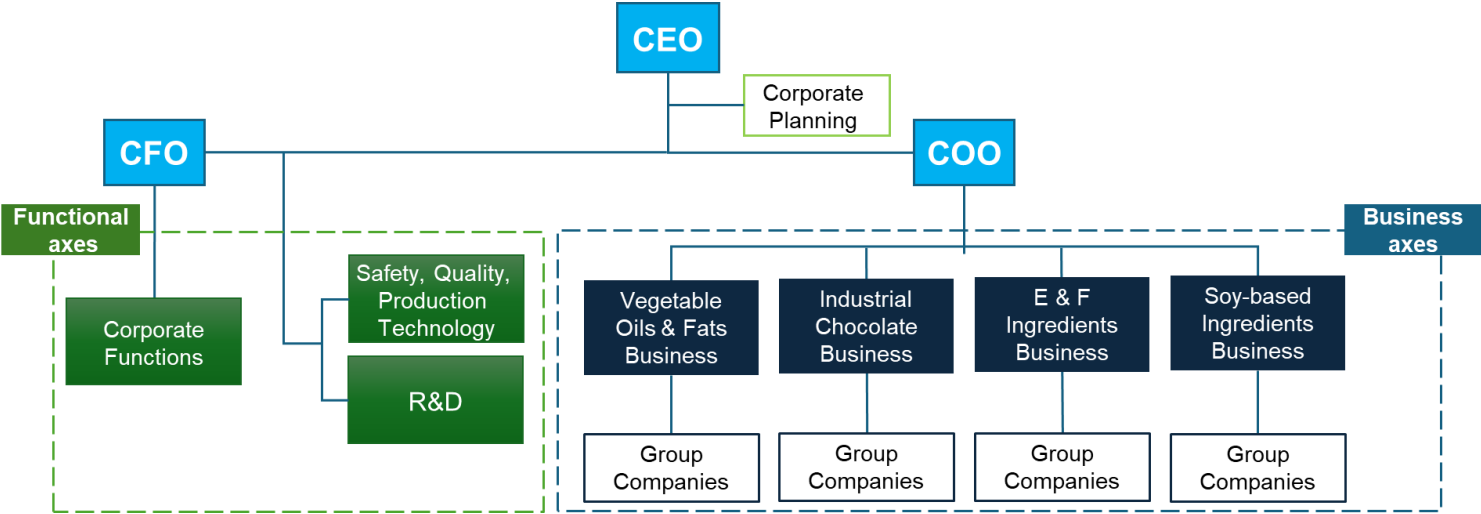 CEO
Corporate
Planning
CFO
COO
Functional
axes
Business
axes
Corporate
Functions
Safety, Quality,
Production
Technology
R&D
Vegetable
Oils & Fats
Business
Industrial
Chocolate
Business
E & F
Ingredients
Business
Soy-based
Ingredients
Business
Group
Companies
Group
Companies
Group
Companies
Group
Companies